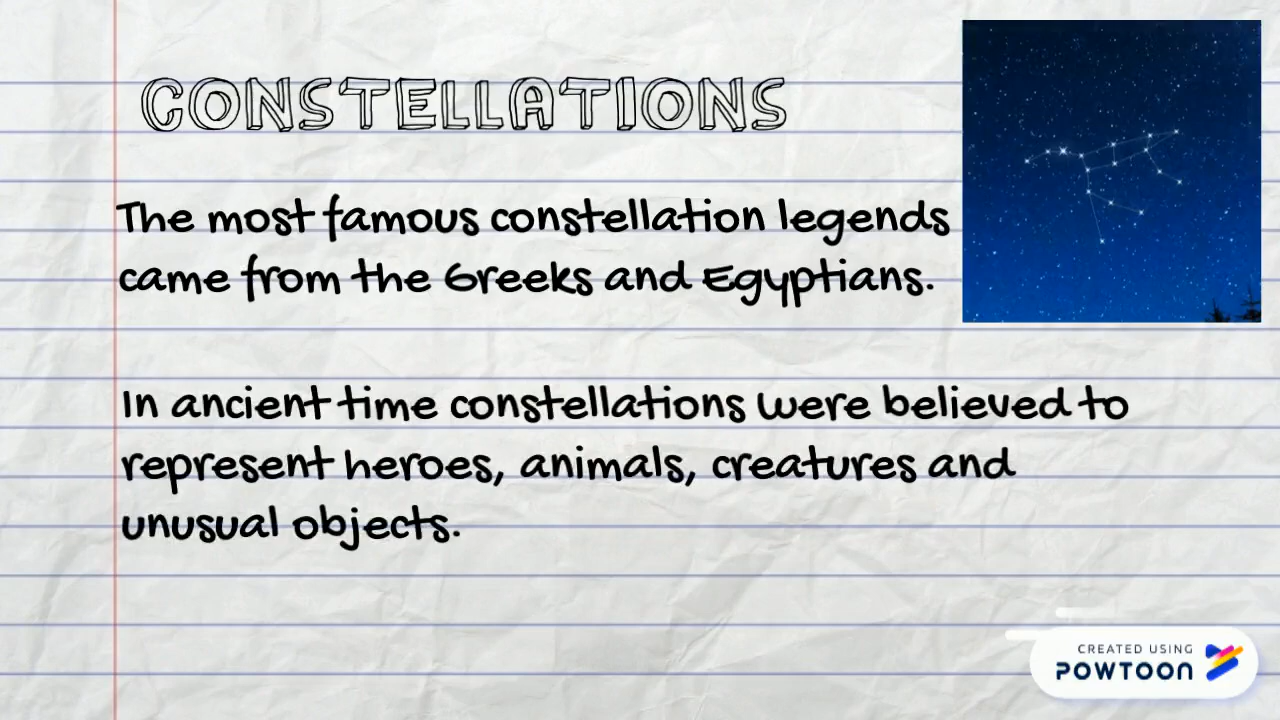 CONSTELLATIONS
The most famous constellation legends
came from the Greeks and Egyptians.
In ancient time constellations were believed to
represent heroes, animals, creatures and
unusual objects.
CREATED USING
POWTOON